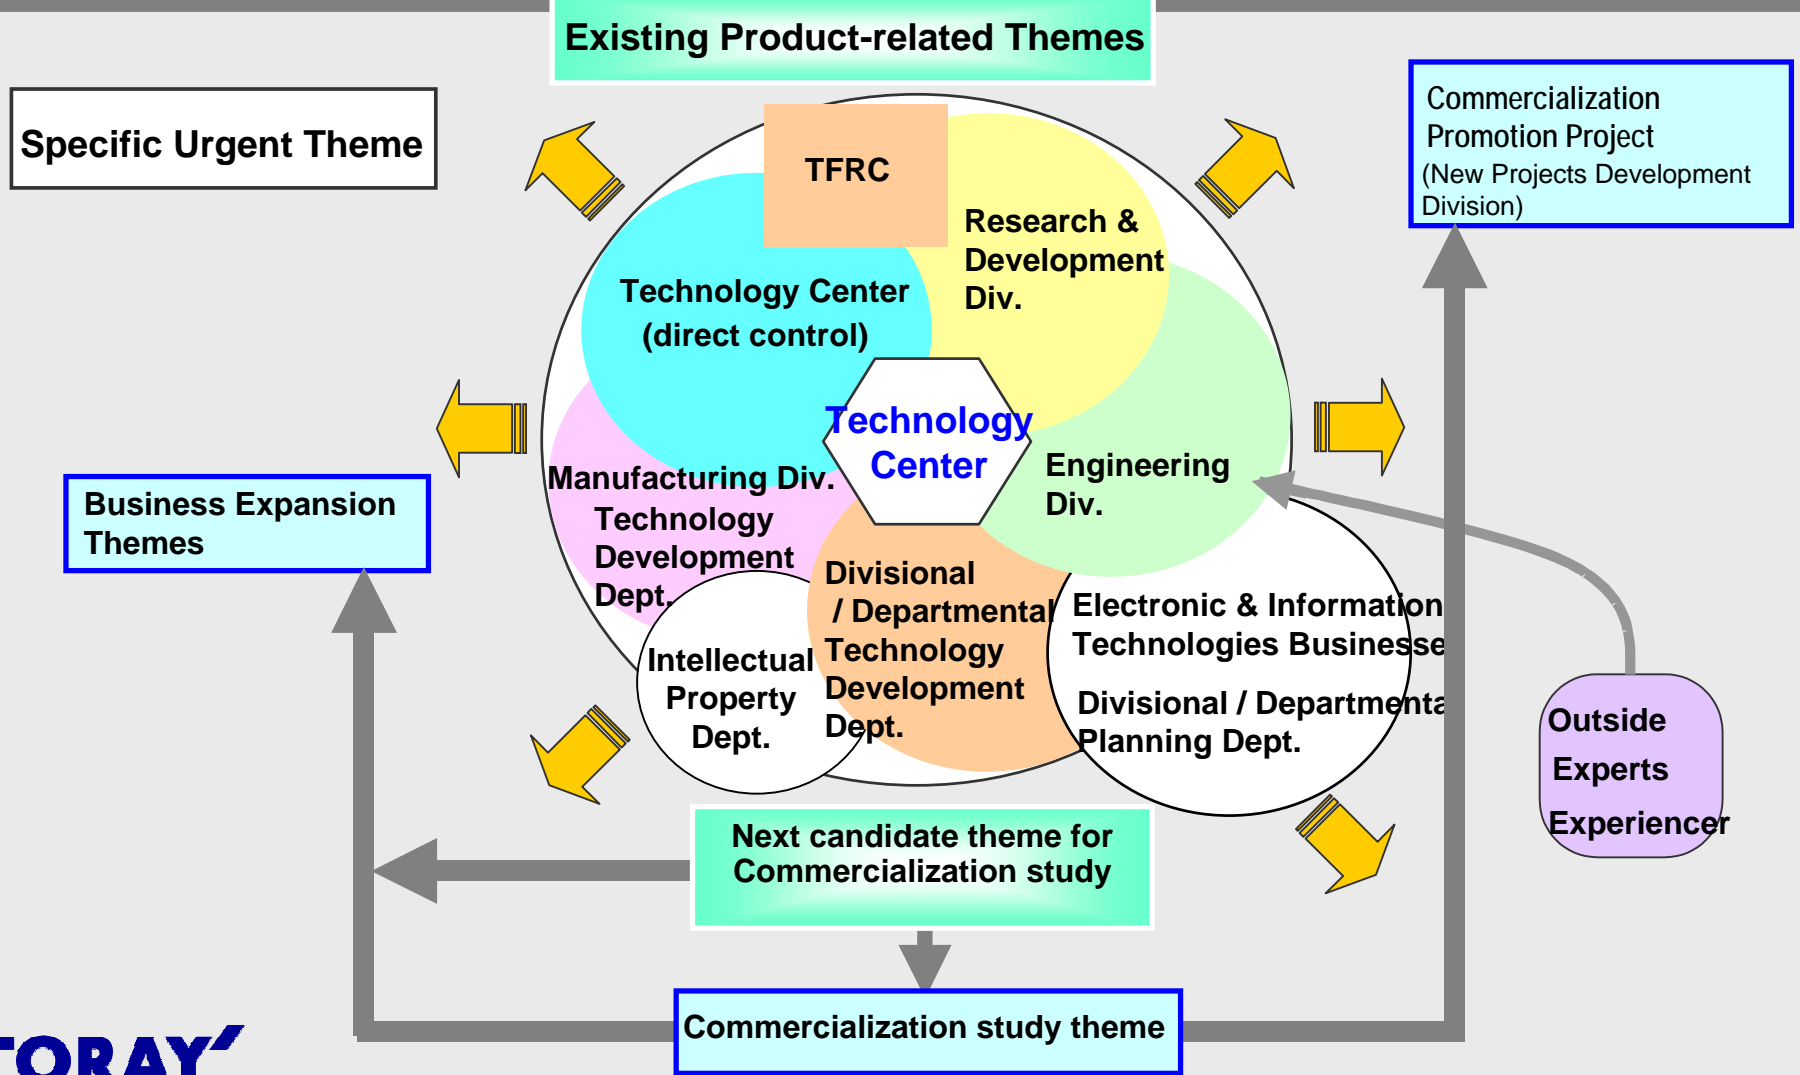 Existing Product-related Themes
Specific Urgent Theme
Commercialization
Promotion Project
(New Projects Development
Division)
TFRC
Research &
Development
Div.
Technology Center
(direct control)
Technology
Center
Engineering
Div.
Manufacturing Div.
Technology
Development
Dept.
Business Expansion
Themes
Divisional
/ Departmental
Technology
Development
Dept.
Intellectual
Property
Dept.
Electronic & Information
Technologies Businesse
Divisional / Departmenta
Planning Dept.
Outside
Experts
Experiencer
Next candidate theme for
Commercialization study
Commercialization study theme
TORAY